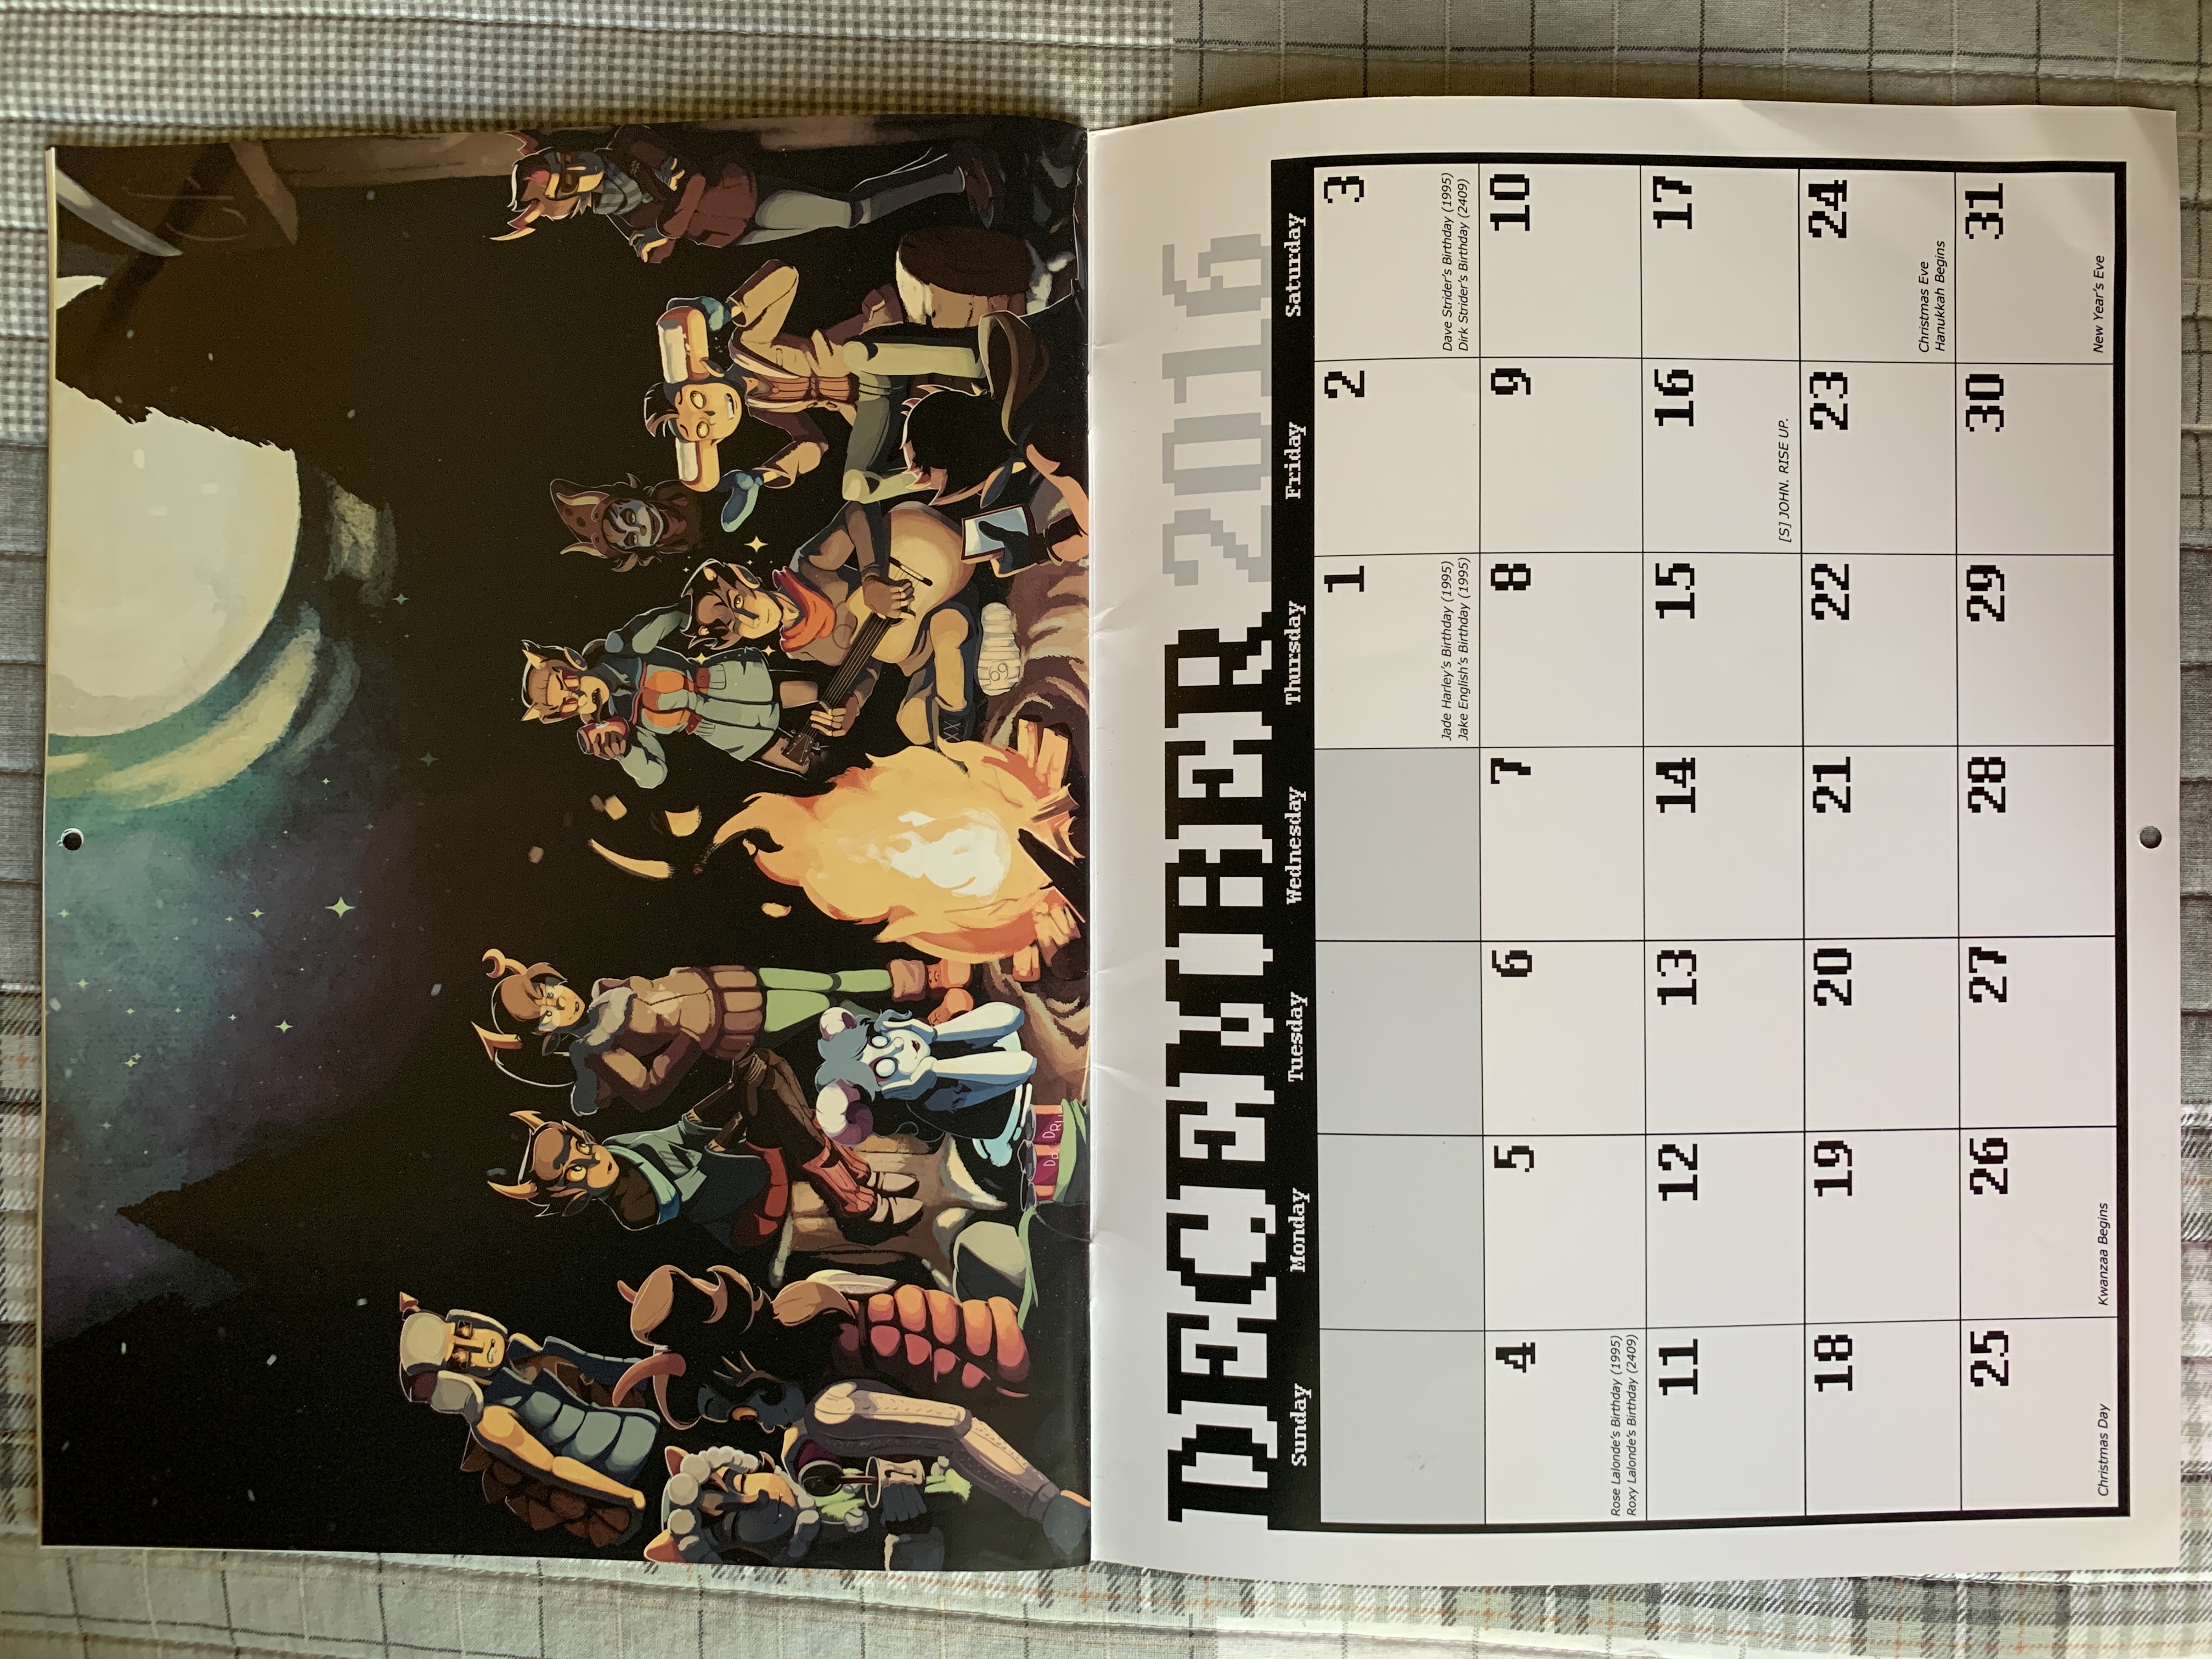 DECEMBER 2016
Sunday Monday Tuesday Wednesday Thursday Friday Saturday
1 2 3
Jade Harley's Birthday (1995) Dave Strider's Birthday (1995)
Jake English's Birthday (1995) Dirk Strider's Birthday (2409)
4 5 6 7 8 9 10
Rose Lalonde's Birthday (1995)
Roxy Lalonde's Birthday (2409)
11 12 13 14 15 16 17
[S] JOHN. RISE UP.
18 19 20 21 22 23 24
Christmas Eve
Hanukkah Begins
25 26 27 28 29 30 31
Christmas Day Kwanzaa Begins New Year's Eve